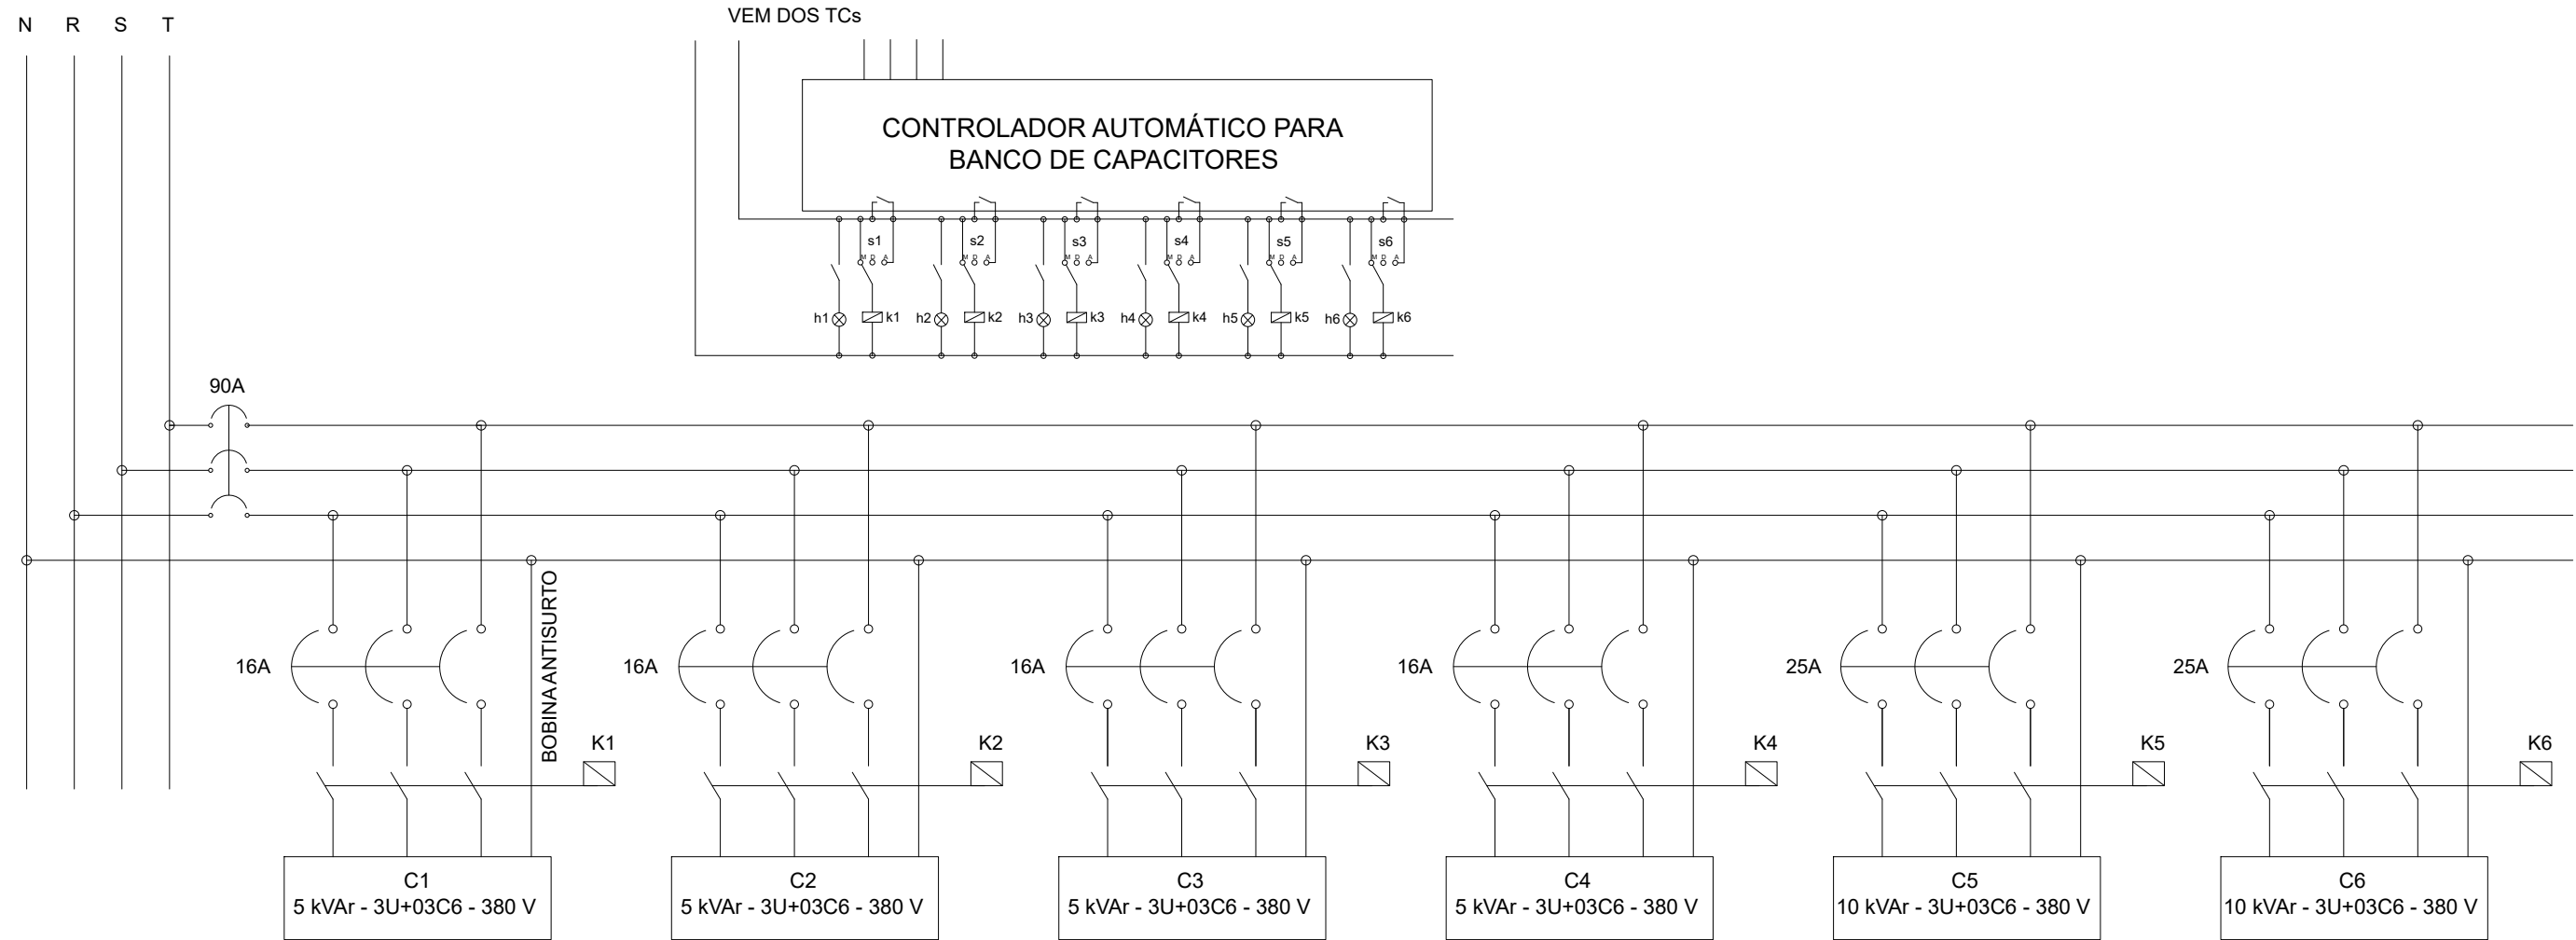 N R S T
VEM DOS TCs
CONTROLADOR AUTOMÁTICO PARA
BANCO DE CAPACITORES
s1 s2 s3 s4 s5 s6
M D A M D A M D A M D A M D A M D A
h1 k1 h2 k2 h3 k3 h4 k4 h5 k5 h6 k6
90A
BOBINA ANTISURTO
16A 16A 16A 16A 25A 25A
K1 K2 K3 K4 K5 K6
C1 C2 C3 C4 C5 C6
5 kVAr - 3U+03C6 - 380 V 5 kVAr - 3U+03C6 - 380 V 5 kVAr - 3U+03C6 - 380 V 5 kVAr - 3U+03C6 - 380 V 10 kVAr - 3U+03C6 - 380 V 10 kVAr - 3U+03C6 - 380 V